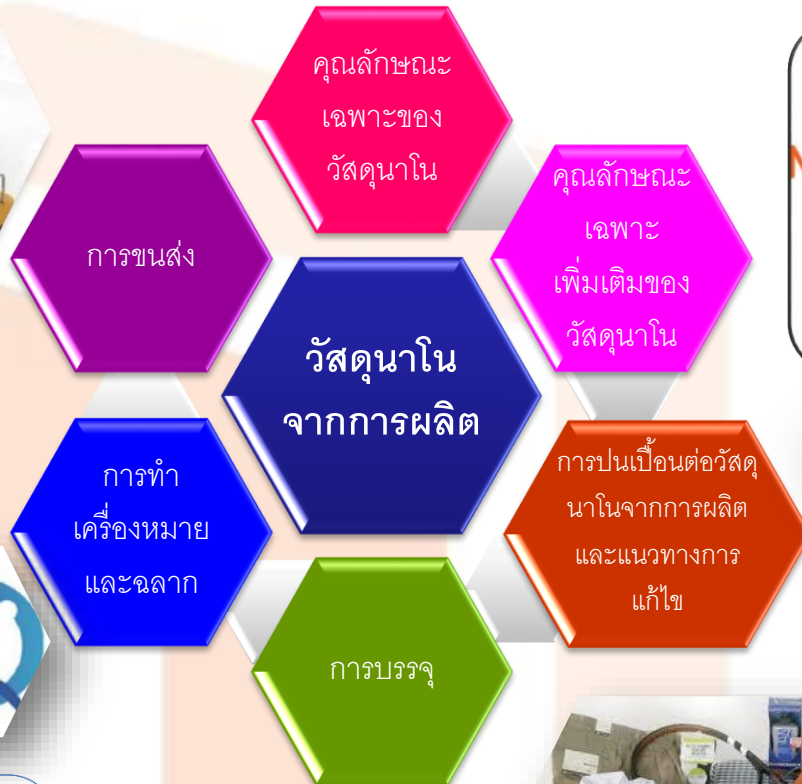 คุณลักษณะ
เฉพาะของ
วัสดุนาโน
คุณลักษณะ
เฉพาะ
เพิ่มเติมของ
วัสดุนาโน
การขนส่ง
วัสดุนาโน
จากการผลิต
การปนเปื้อนต่อวัสดุ
นาโนจากการผลิต
และแนวทางการ
แก้ไข
การทำ
เครื่องหมาย
และฉลาก
การบรรจุ